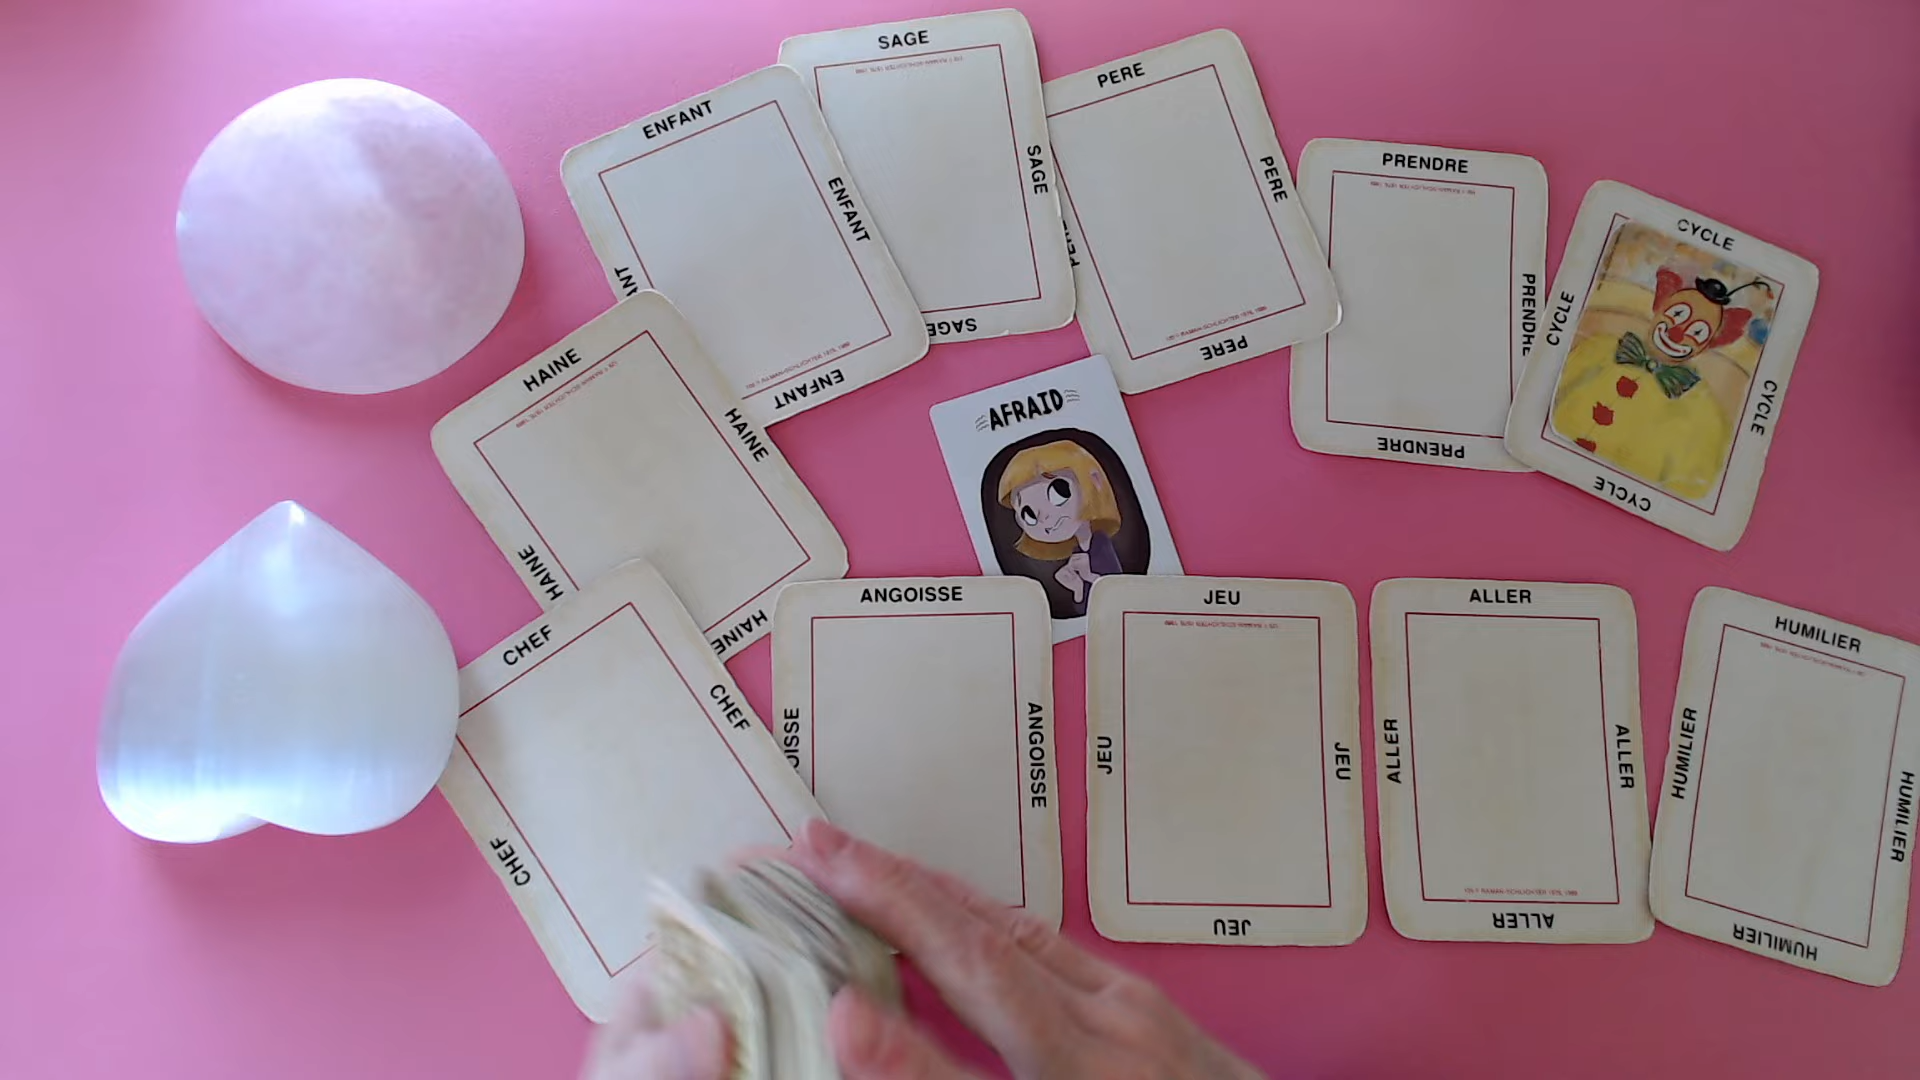 SAGE
SAGE
SAGE
PERE
PERE
PERE
ENFANT
ENFANT
ENFANT
PRENDRE
PRENDRE
PRENDRE
CYCLE
CYCLE
CYCLE
CYCLE
HAINE
HAINE
HAINE
HAINE
AFRAID
CHEF
CHEF
CHEF
ANGOISSE
ANGOISSE
JEU
JEU
JEU
JEU
ALLER
ALLER
ALLER
ALLER
HUMILIER
HUMILIER
HUMILIER
HUMILIER